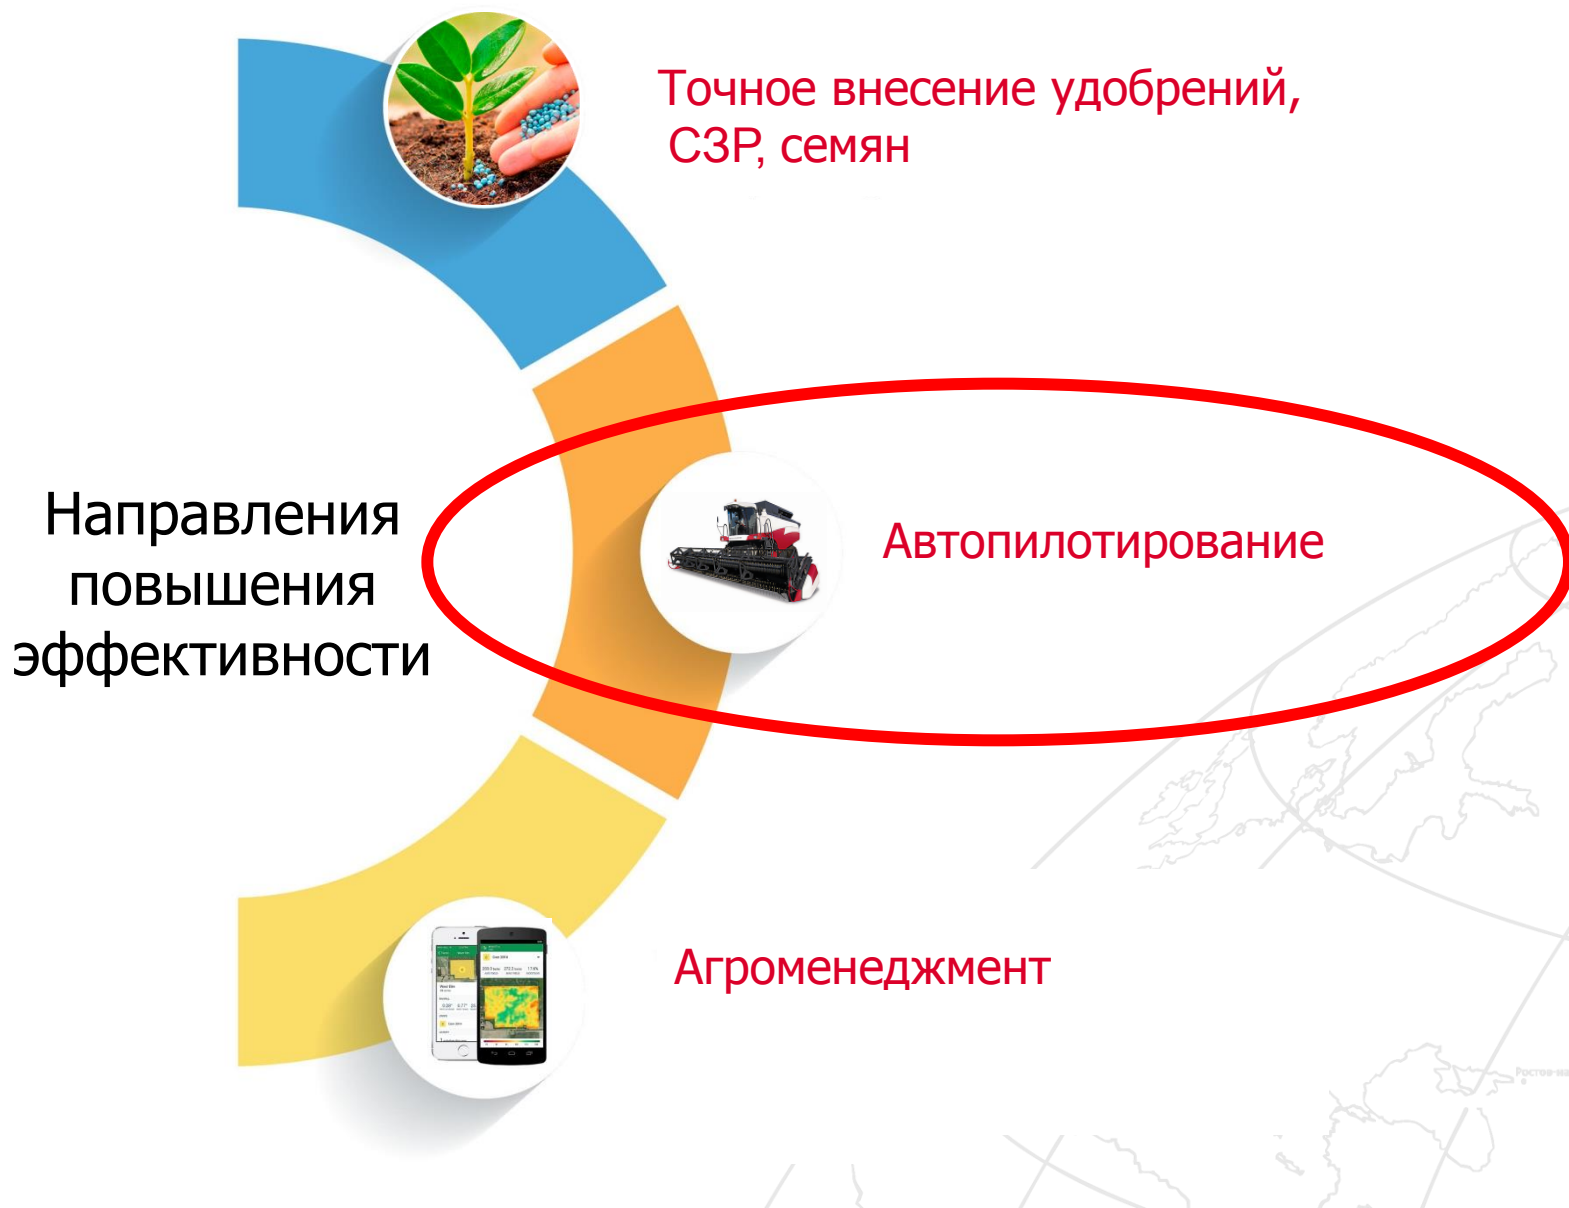 Точное внесение удобрений,
СЗР, семян
Направления
повышения
эффективности
Автопилотирование
Агроменеджмент